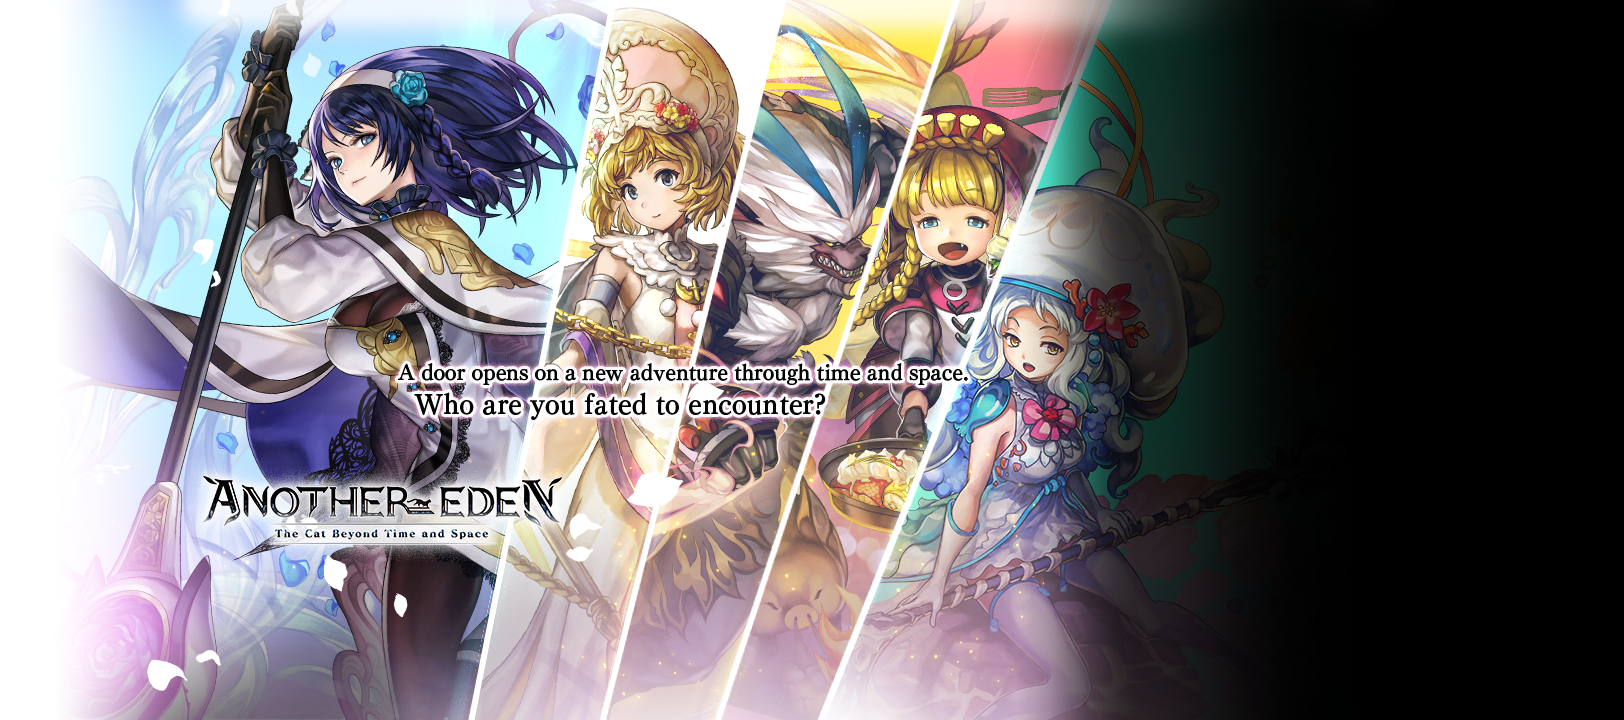 A door opens on a new adventure through time and space.
Who are you fated to encounter?
ANOTHER EDEN
The Cat Beyond Time and Space